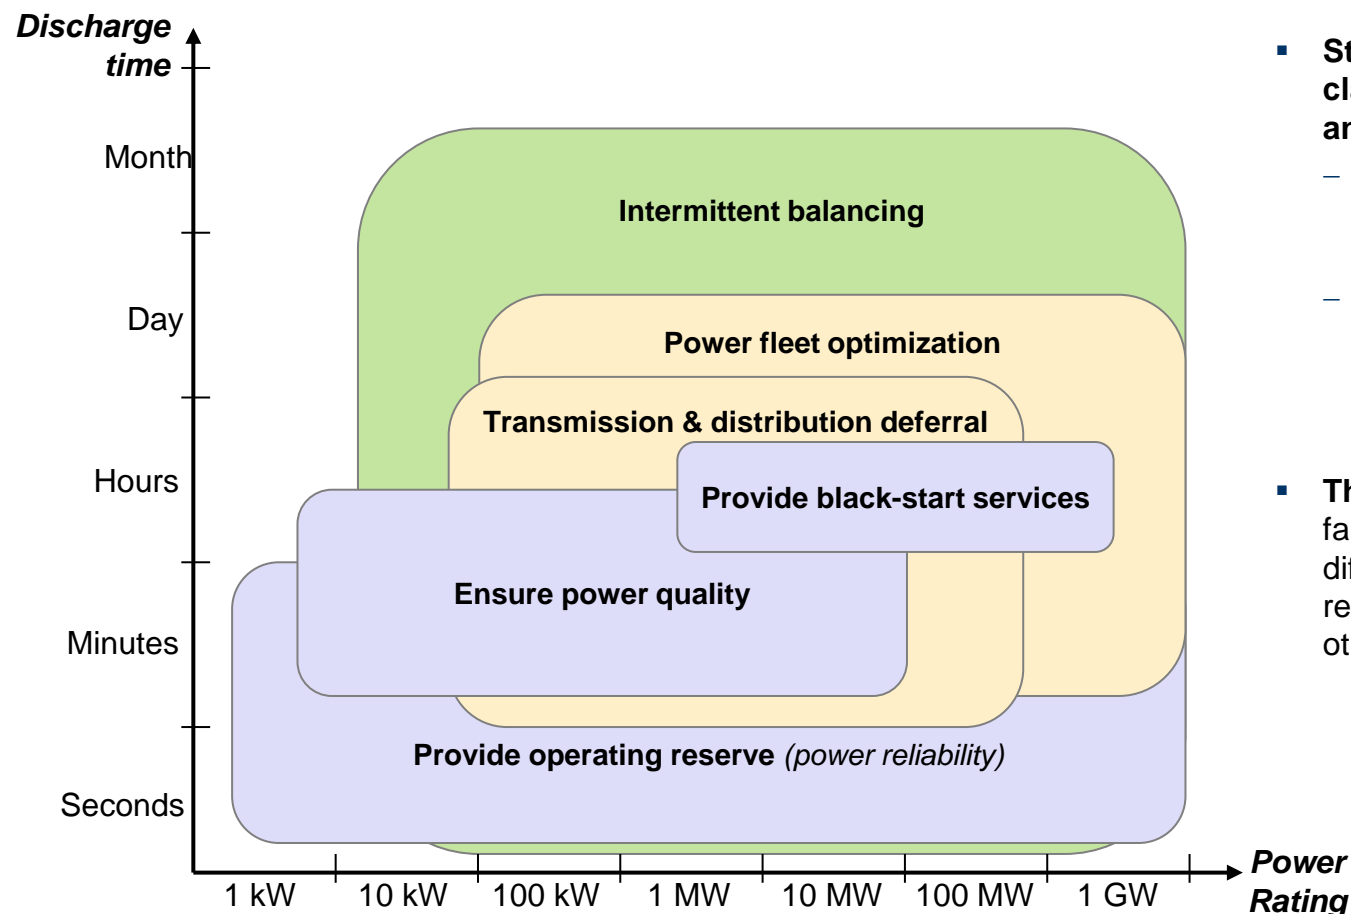 Discharge
time
Month
Day
Hours
Minutes
Seconds
Intermittent balancing
Power fleet optimization
Transmission & distribution deferral
Provide black-start services
Ensure power quality
Provide operating reserve (power reliability)
1 kW 10 kW 100 kW 1 MW 10 MW 100 MW 1 GW
Power
Rating